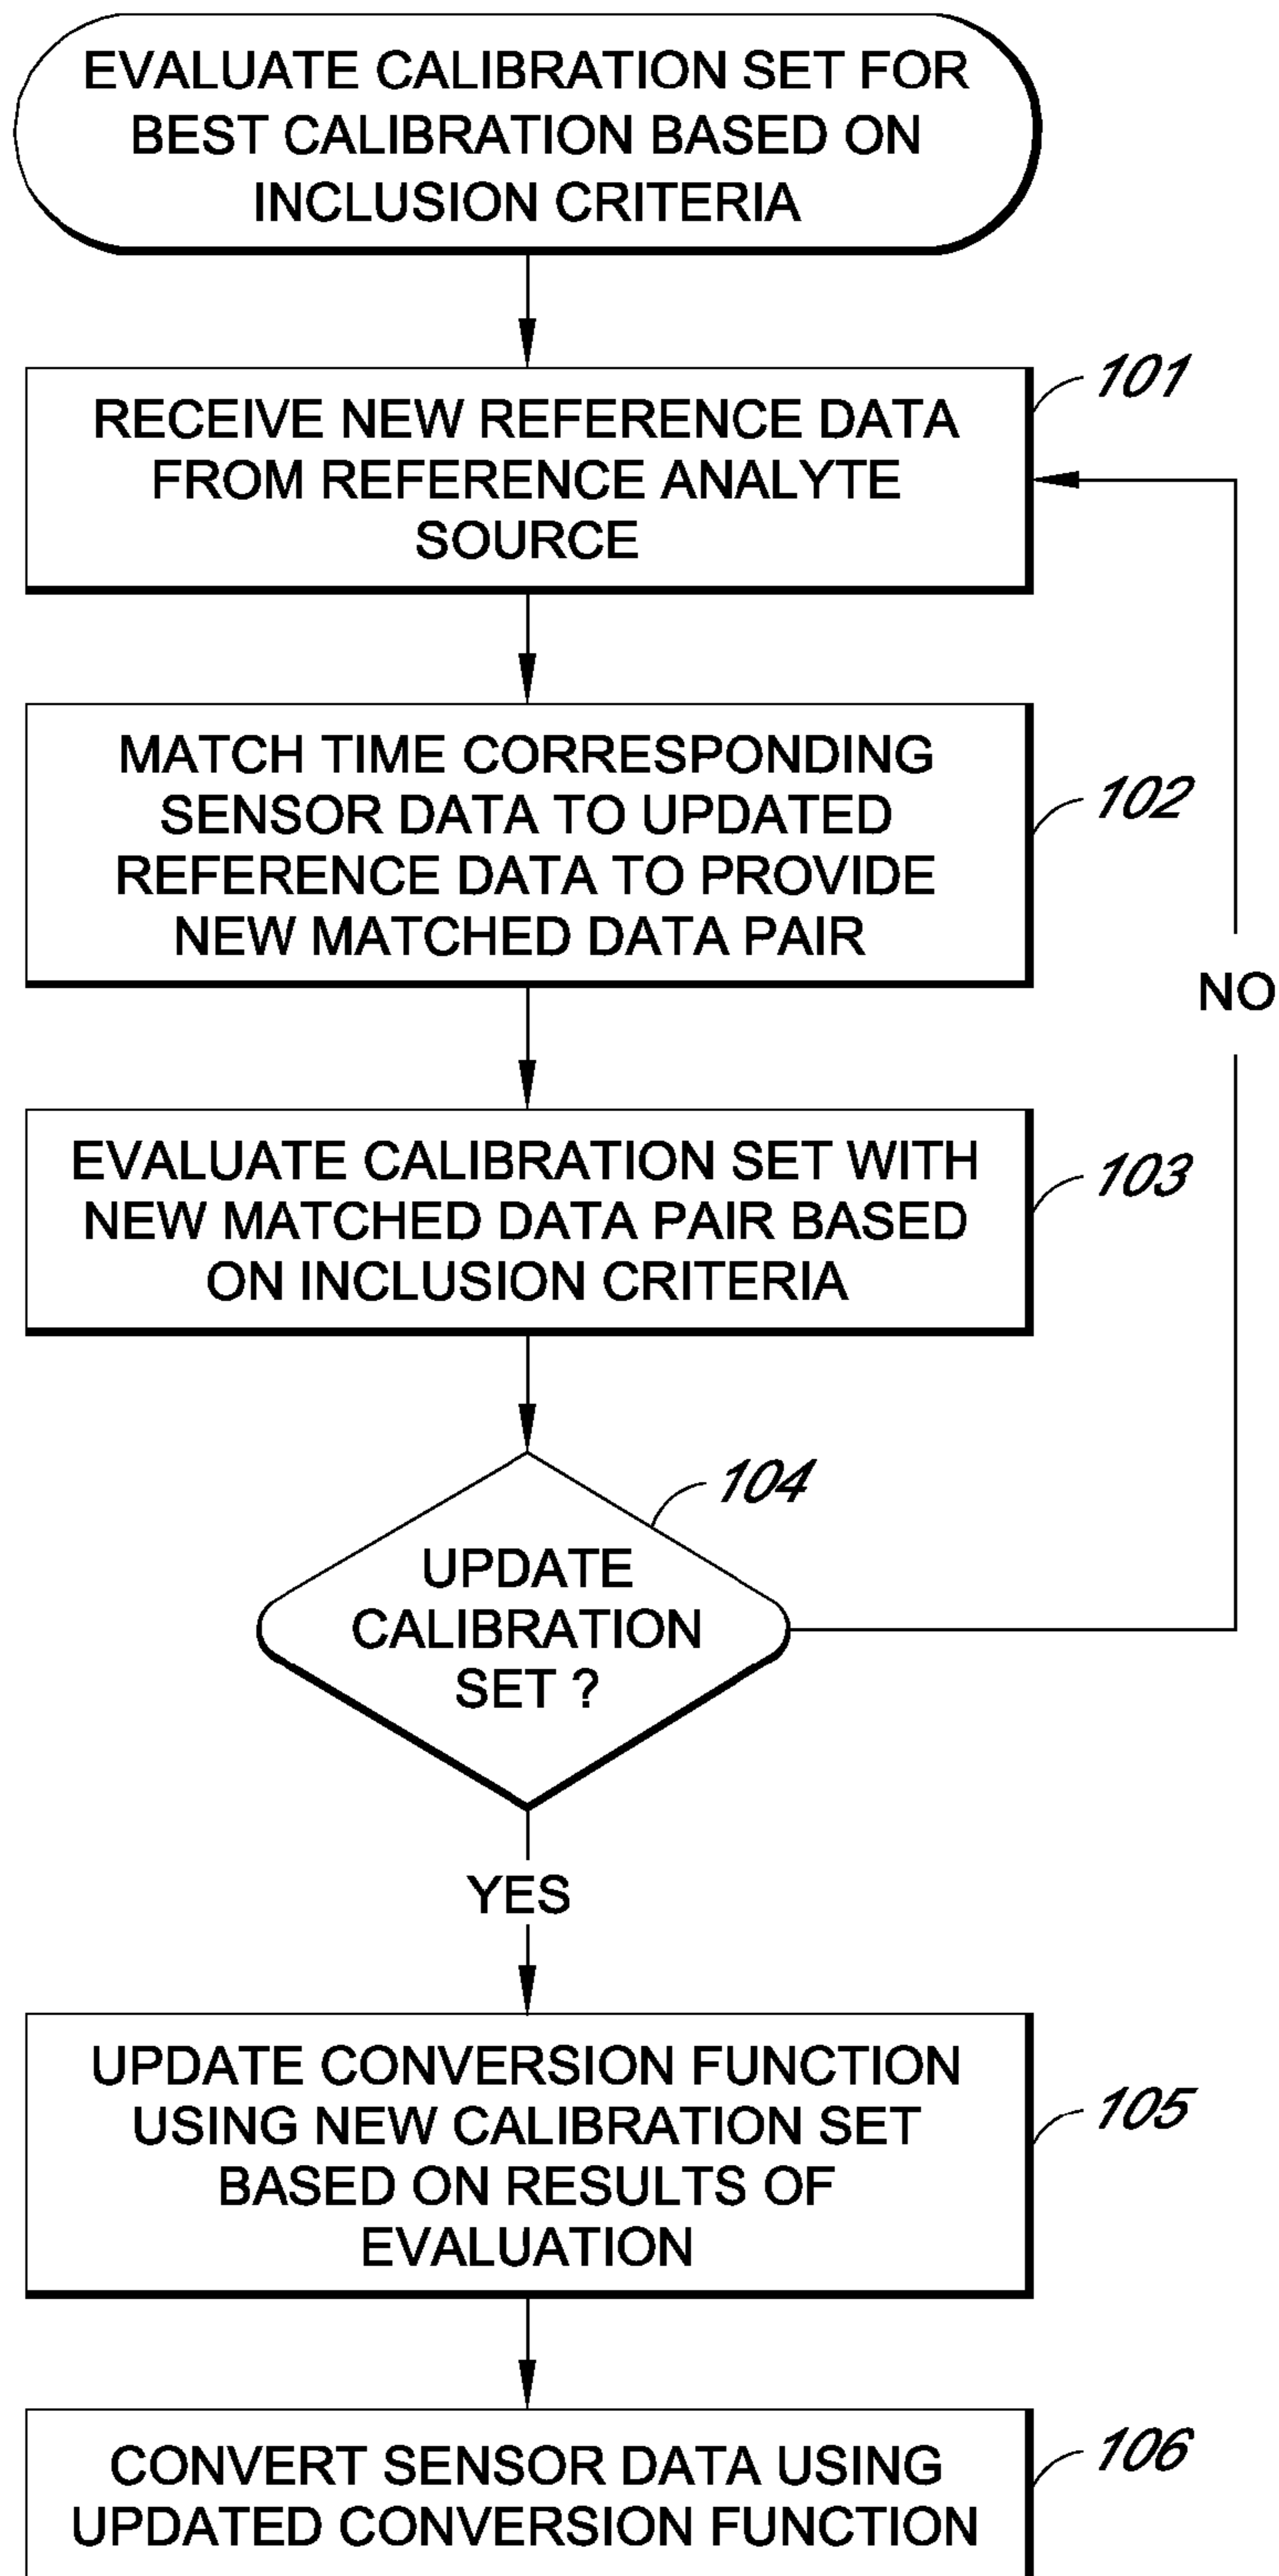 EVALUATE CALIBRATION SET FOR
BEST CALIBRATION BASED ON
INCLUSION CRITERIA
101
RECEIVE NEW REFERENCE DATA
FROM REFERENCE ANALYTE
SOURCE
102
MATCH TIME CORRESPONDING
SENSOR DATA TO UPDATED
REFERENCE DATA TO PROVIDE
NEW MATCHED DATA PAIR
NO
103
EVALUATE CALIBRATION SET WITH
NEW MATCHED DATA PAIR BASED
ON INCLUSION CRITERIA
104
UPDATE
CALIBRATION
SET ?
YES
105
UPDATE CONVERSION FUNCTION
USING NEW CALIBRATION SET
BASED ON RESULTS OF
EVALUATION
106
CONVERT SENSOR DATA USING
UPDATED CONVERSION FUNCTION